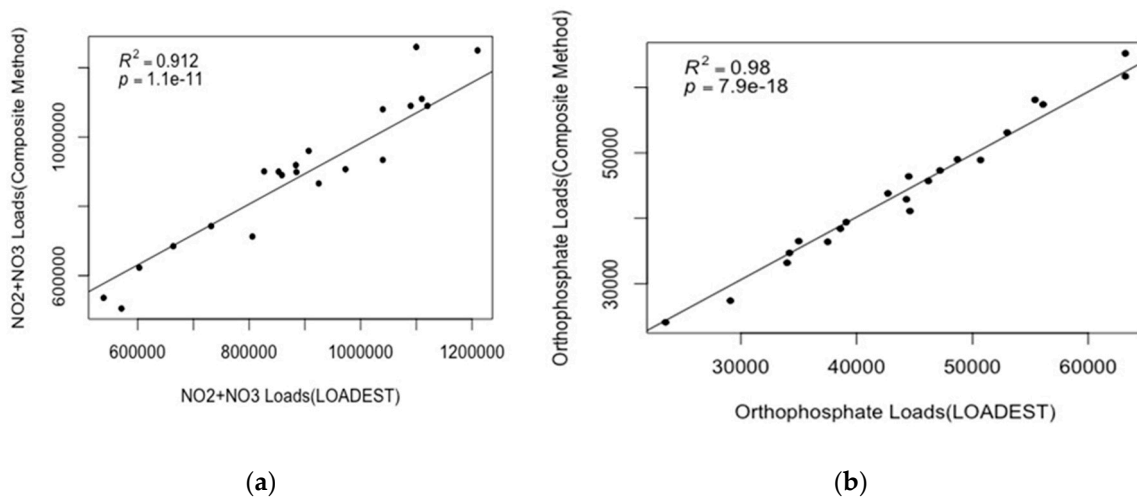 R² = 0.912
p = 1.1e-11
NO2+NO3 Loads(Composite Method)
1000000
600000
600000 800000 1000000 1200000
NO2+NO3 Loads(LOADEST)
(a)
R² = 0.98
p = 7.9e-18
Orthophosphate Loads(Composite Method)
50000
30000
30000 40000 50000 60000
Orthophosphate Loads(LOADEST)
(b)